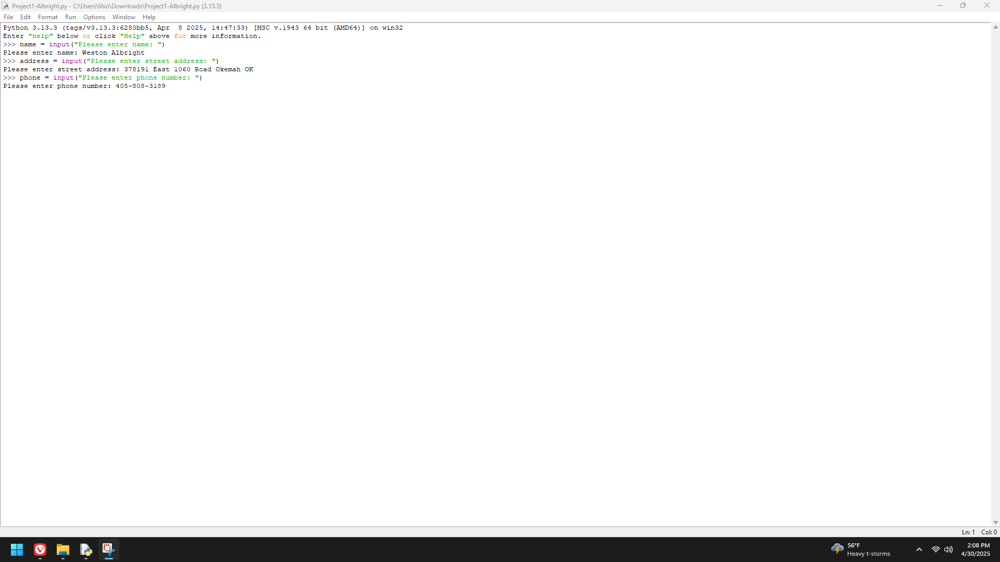 Project1-Albright.py - C:\Users\lilso\Downloads\Project1-Albright.py (3.13.3)
File Edit Format Run Options Window Help
Python 3.13.3 (tags/v3.13.3:6280bb5, Apr  8 2025, 14:47:33) [MSC v.1943 64 bit (AMD64)] on win32
Enter "help" below or click "Help" above for more information.
>>> name = input("Please enter name: ")
Please enter name: Weston Albright
>>> address = input("Please enter street address: ")
Please enter street address: 378191 East 1060 Road Okemah OK
>>> phone = input("Please enter phone number: ")
Please enter phone number: 405-808-3189
Ln: 1 Col: 0
56°F
Heavy t-storms
2:08 PM
4/30/2025